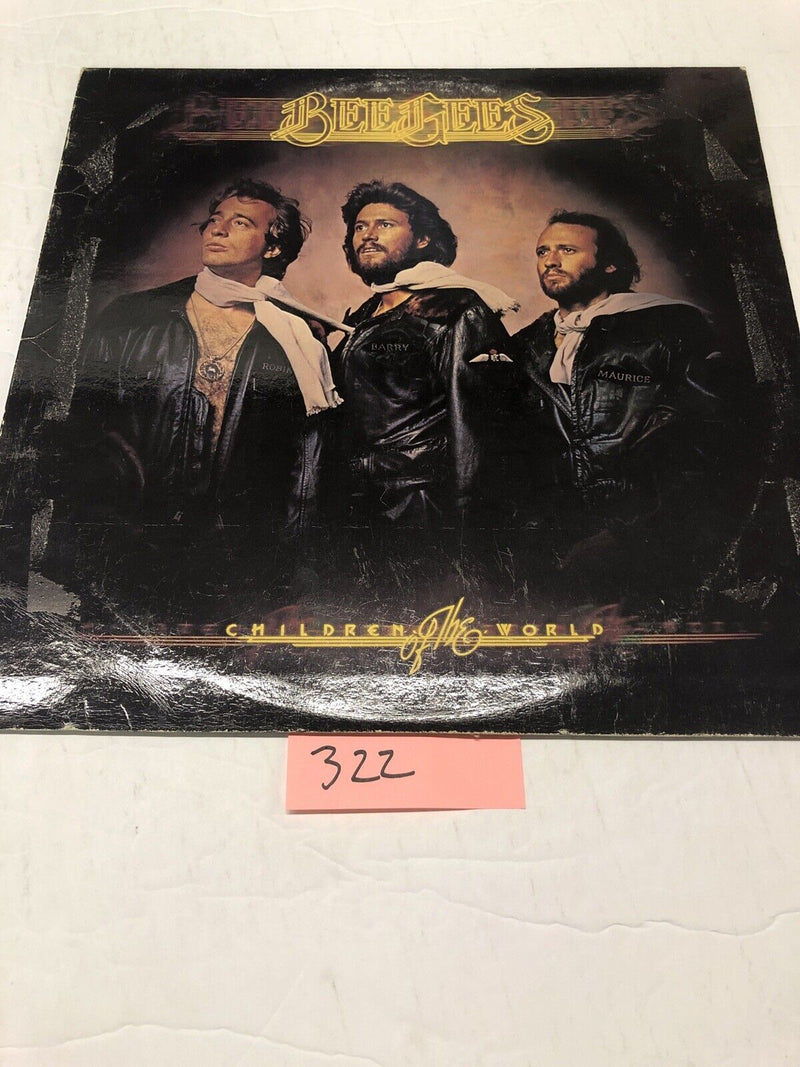 BEE GEES
ROBIN
BARRY
MAURICE
CHILDREN of The WORLD
322